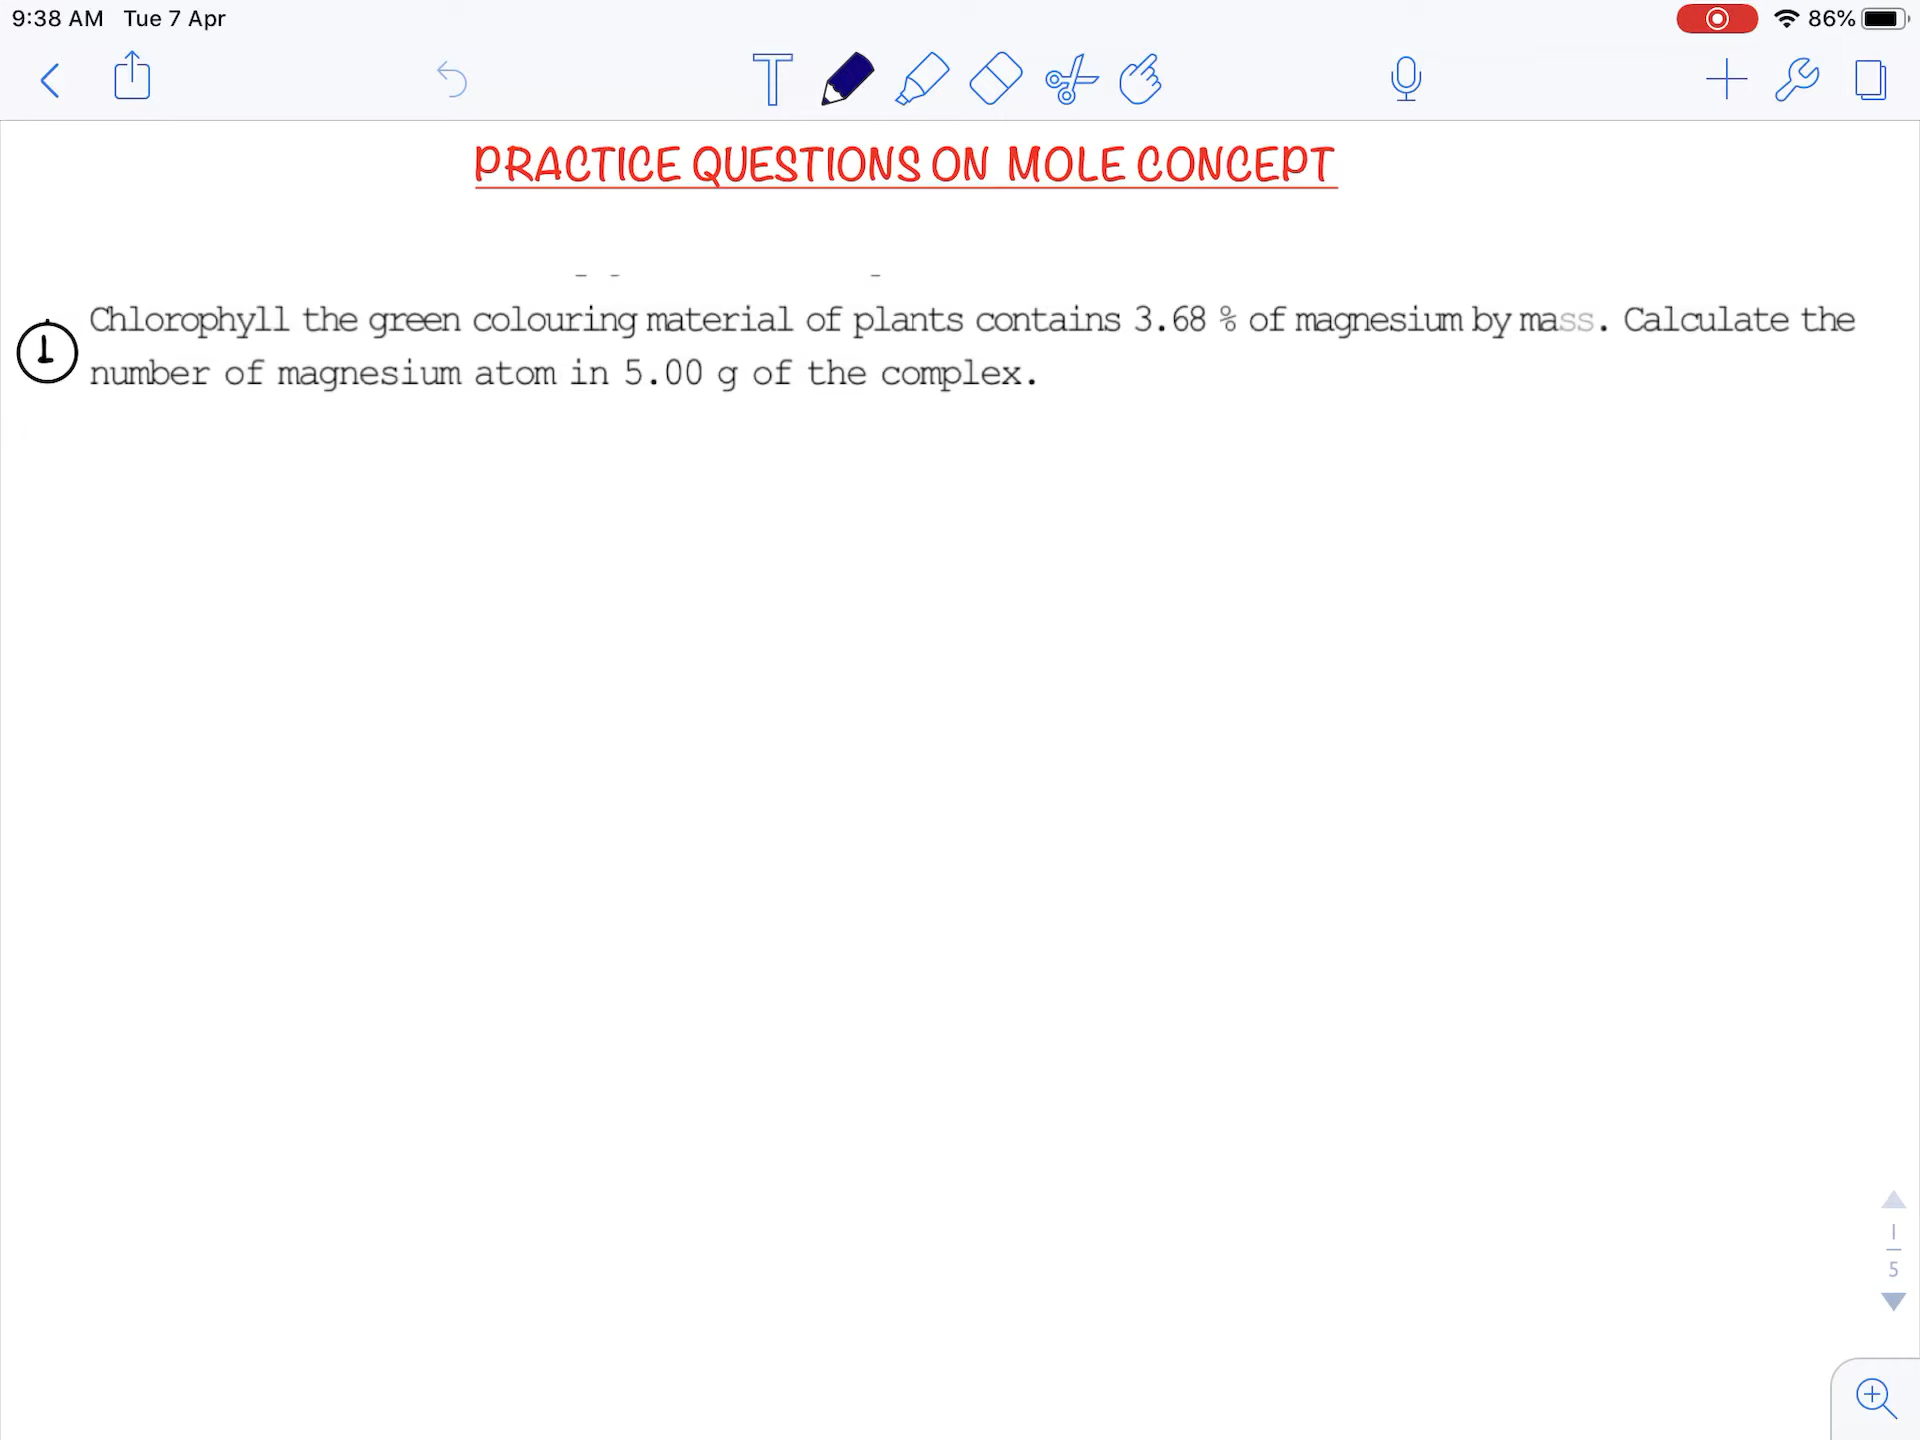 9:38 AM Tue 7 Apr 86%
T
PRACTICE QUESTIONS ON MOLE CONCEPT
1 Chlorophyll the green colouring material of plants contains 3.68 % of magnesium by mass. Calculate the
number of magnesium atom in 5.00 g of the complex.
1
5